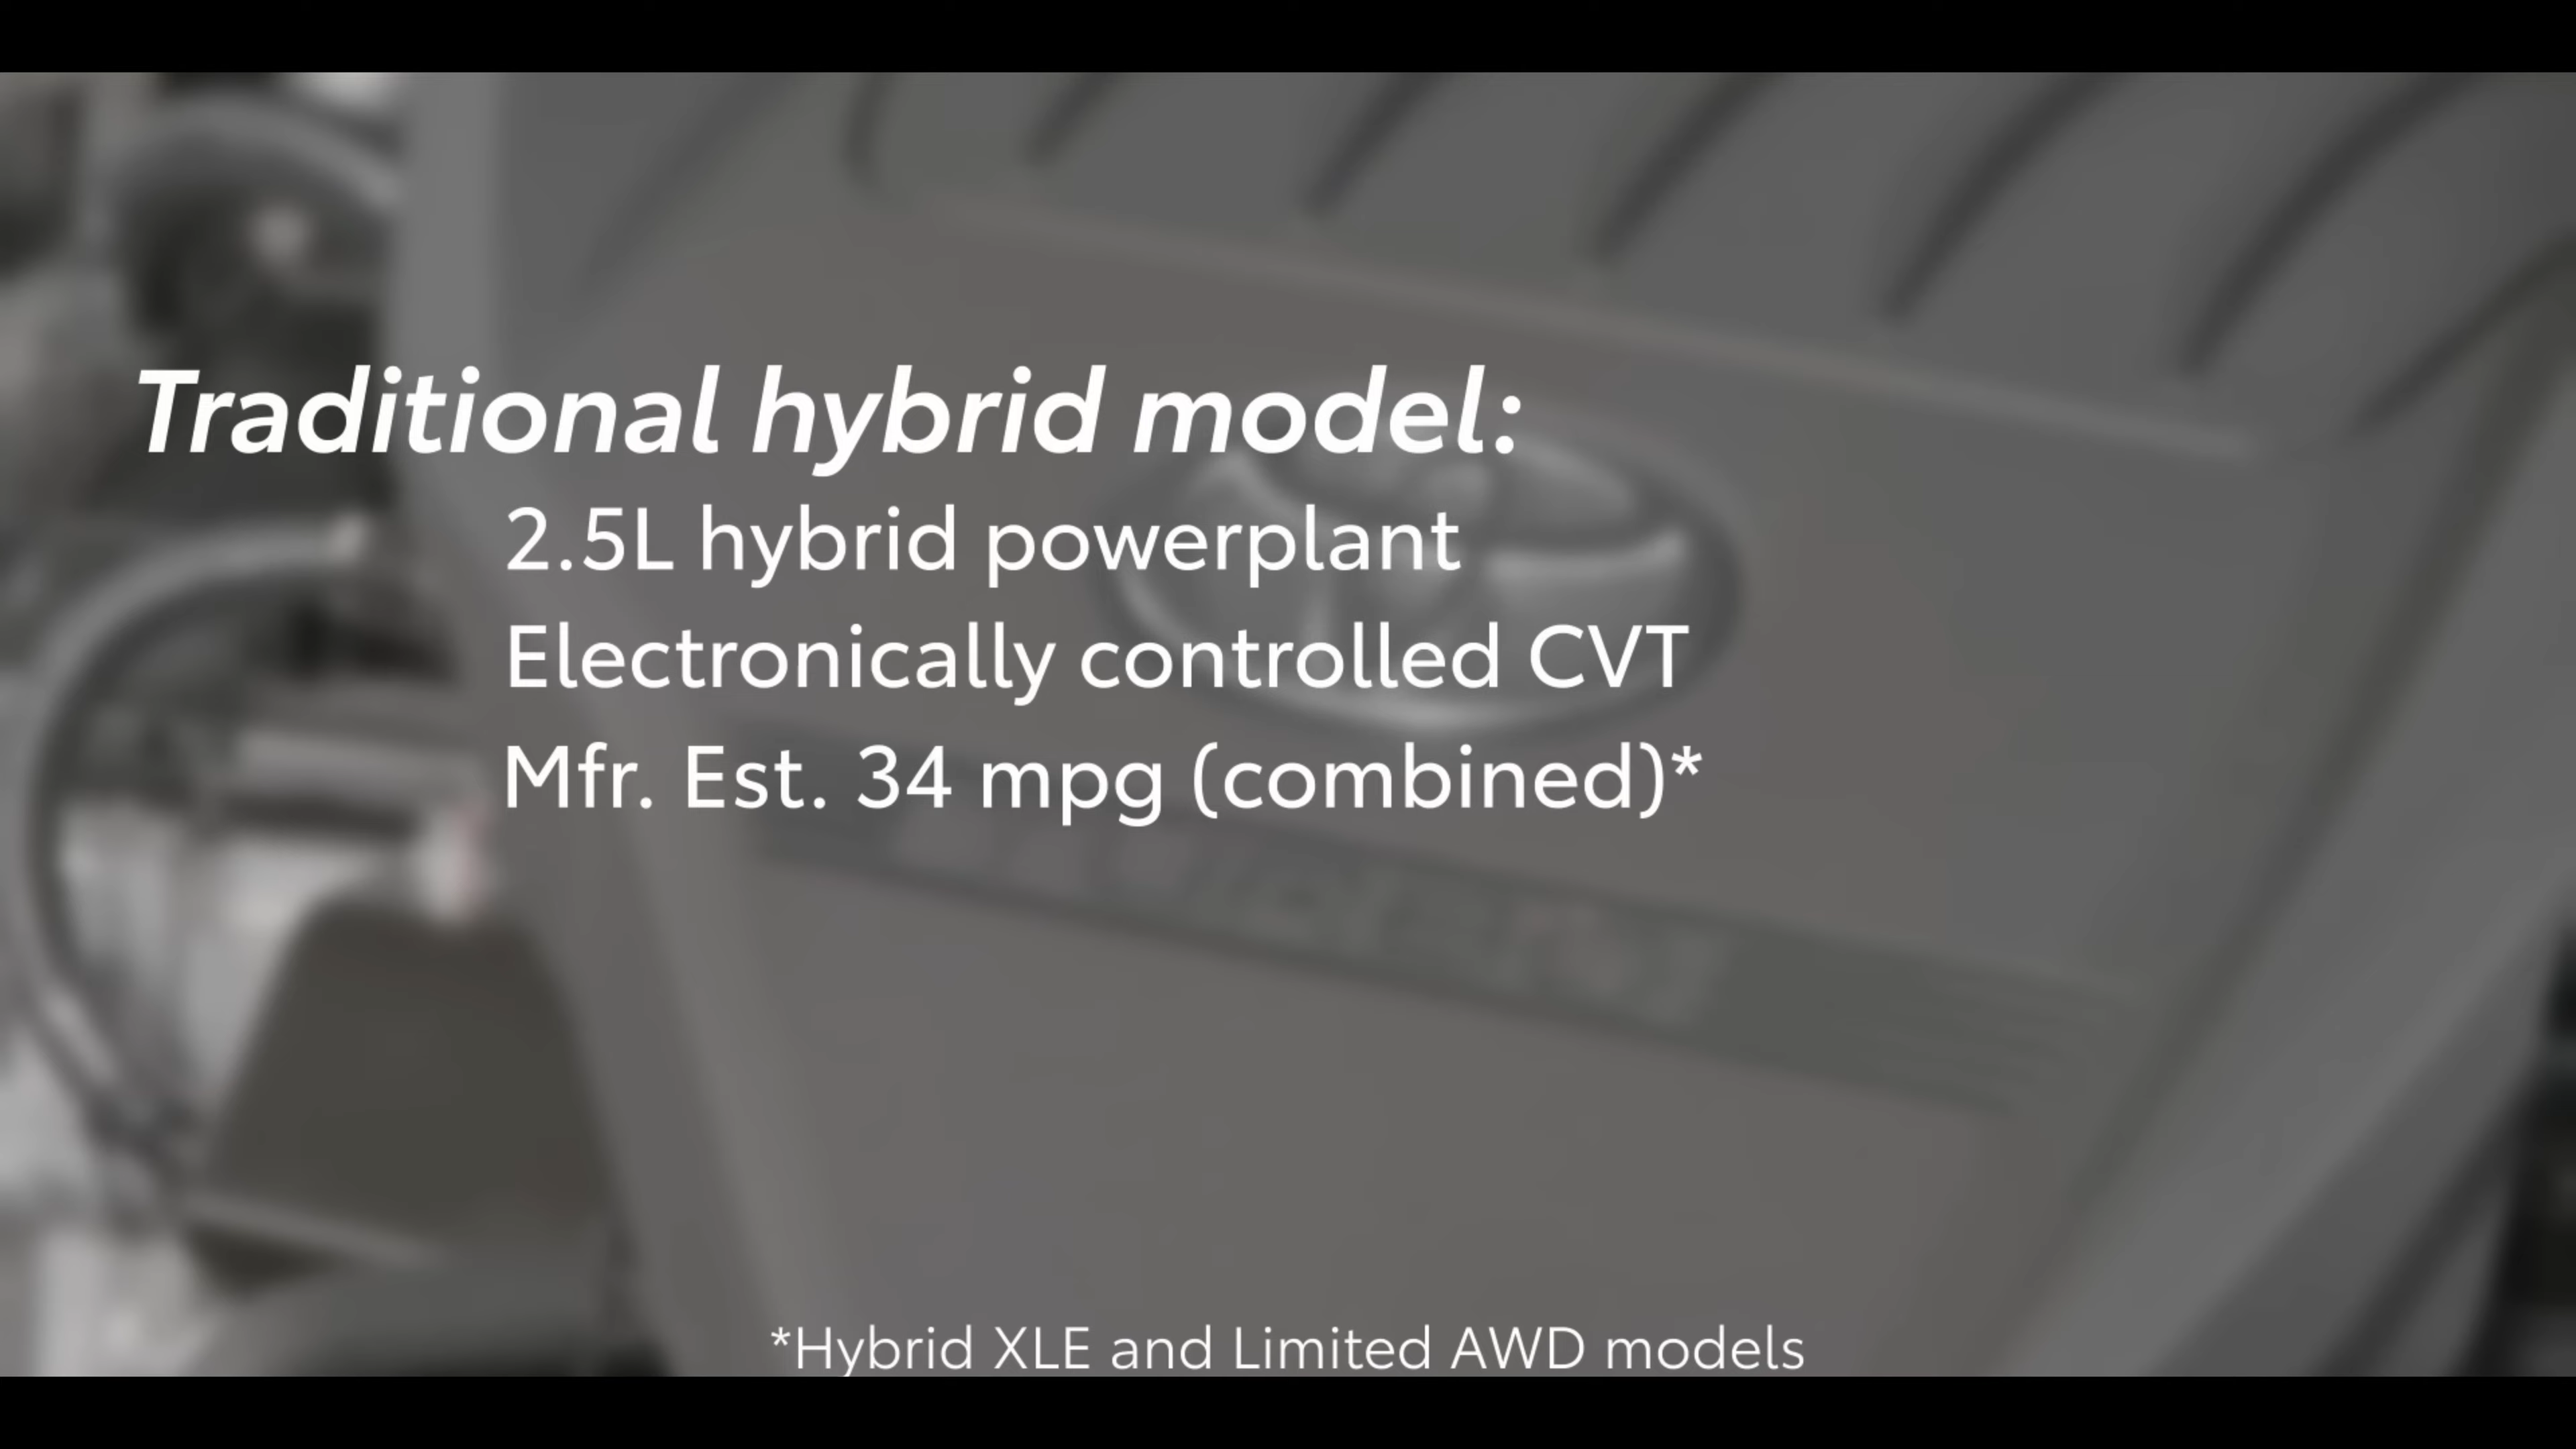 Traditional hybrid model:
2.5L hybrid powerplant
Electronically controlled CVT
Mfr. Est. 34 mpg (combined)*
*Hybrid XLE and Limited AWD models